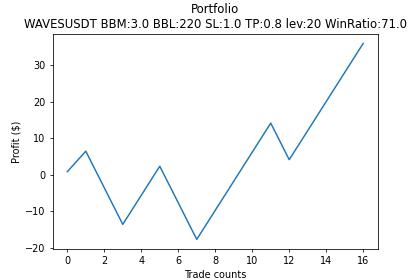 Portfolio
WAVESUSDT BBM:3.0 BBL:220 SL:1.0 TP:0.8 lev:20 WinRatio:71.0
30
20
10
0
−10
−20
Profit ($)
0 2 4 6 8 10 12 14 16
Trade counts